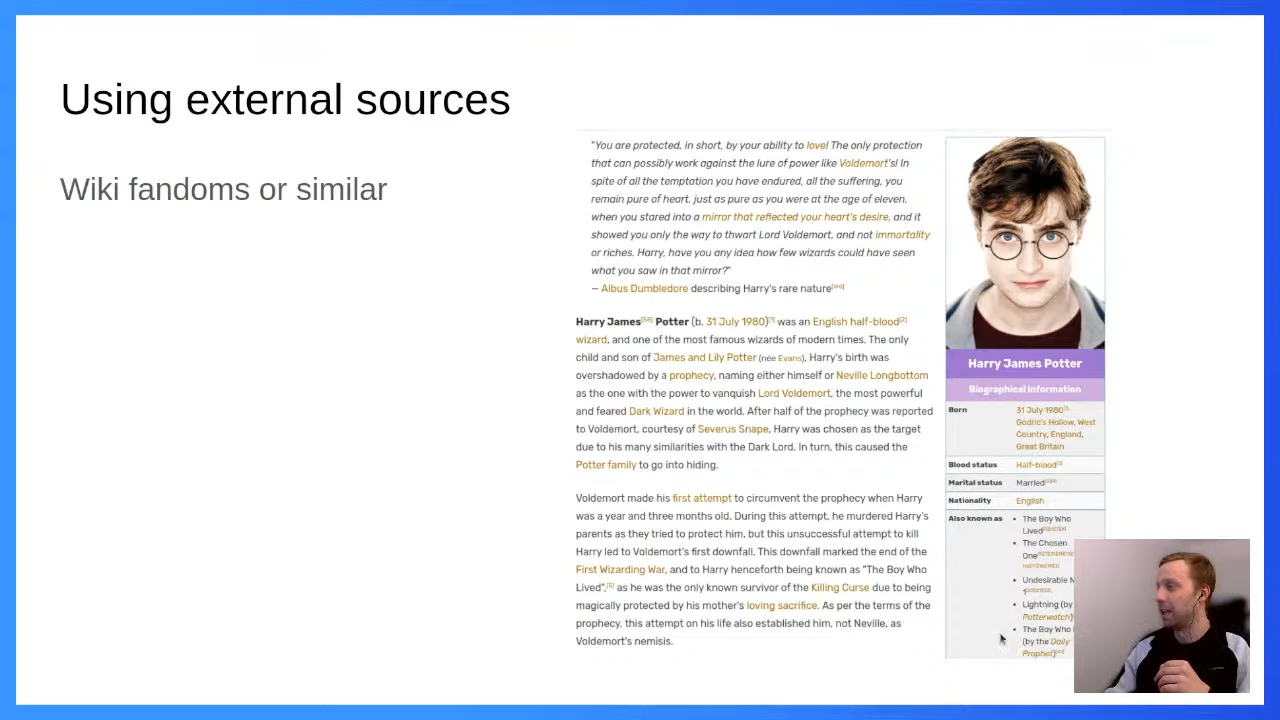 Using external sources
Wiki fandoms or similar
"You are protected, in short, by your ability to love! The only protection
that can possibly work against the lure of power like Voldemort's! In
spite of all the temptation you have endured, all the suffering, you
remain pure of heart, just as pure as you were at the age of eleven,
when you stared into a mirror that reflected your heart's desire, and it
showed you only the way to thwart Lord Voldemort, and not immortality
or riches. Harry, have you any idea how few wizards could have seen
what you saw in that mirror?"
— Albus Dumbledore describing Harry's rare nature
Harry James Potter (b. 31 July 1980)[1] was an English half-blood[2]
wizard, and one of the most famous wizards of modern times. The only
child and son of James and Lily Potter (née Evans), Harry's birth was
overshadowed by a prophecy, naming either himself or Neville Longbottom
as the one with the power to vanquish Lord Voldemort, the most powerful
and feared Dark Wizard in the world. After half of the prophecy was reported
to Voldemort, courtesy of Severus Snape, Harry was chosen as the target
due to his many similarities with the Dark Lord. In turn, this caused the
Potter family to go into hiding.
Voldemort made his first attempt to circumvent the prophecy when Harry
was a year and three months old. During this attempt, he murdered Harry's
parents as they tried to protect him, but this unsuccessful attempt to kill
Harry led to Voldemort's first downfall. This downfall marked the end of the
First Wizarding War, and to Harry henceforth being known as "The Boy Who
Lived",[5] as he was the only known survivor of the Killing Curse due to being
magically protected by his mother's loving sacrifice. As per the terms of the
prophecy, this attempt on his life also established him, not Neville, as
Voldemort's nemisis.
Harry James Potter
Biographical information
Born
31 July 1980[1]
Godric's Hollow, West
Country, England,
Great Britain
Blood status Half-blood[2]
Marital status Married
Nationality English
Also known as
• The Boy Who
Lived
• The Chosen
One
• Undesirable N
1
• Lightning (by
Potterwatch)
• The Boy Who
(by the Daily
Prophet)